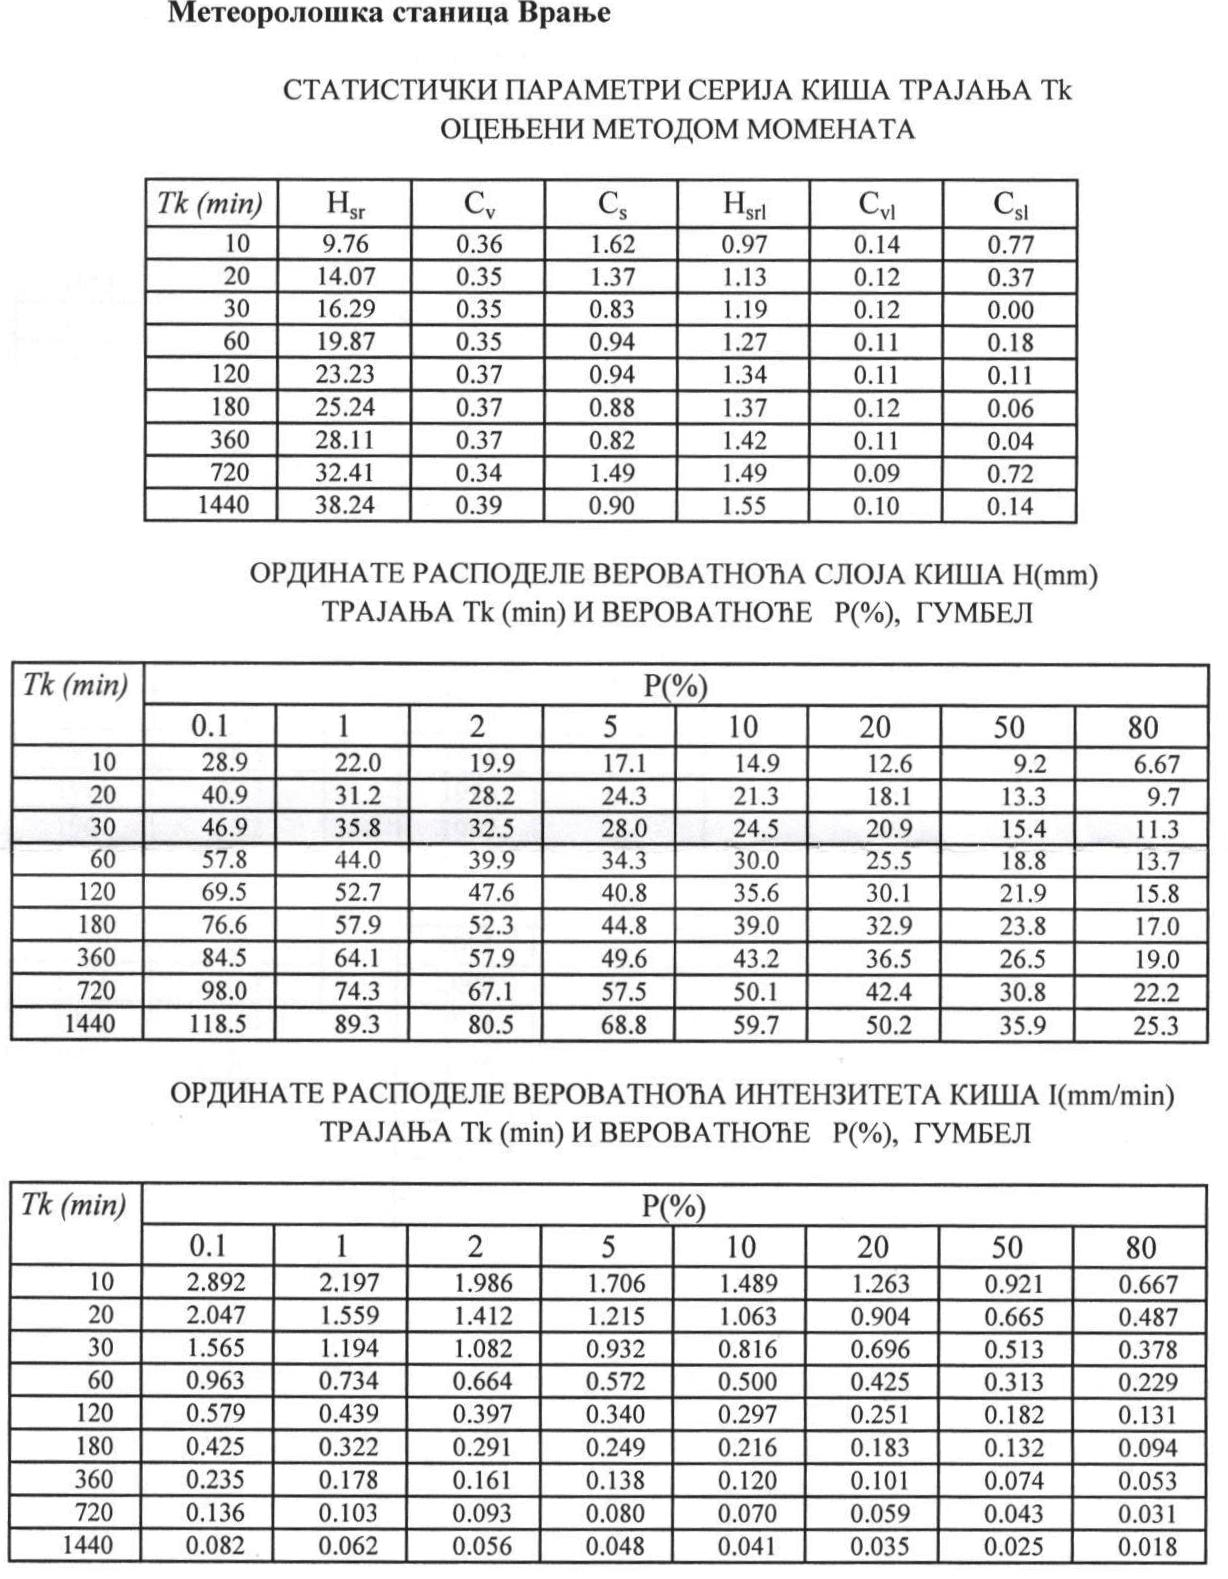 Метеоролошка станица Врање
СТАТИСТИЧКИ ПАРАМЕТРИ СЕРИЈА КИША ТРАЈАЊА Tk
ОЦЕЊЕНИ МЕТОДОМ МОМЕНАТА
Tk (min) Hsr Cv Cs Hsrl Cvl Csl
10 9.76 0.36 1.62 0.97 0.14 0.77
20 14.07 0.35 1.37 1.13 0.12 0.37
30 16.29 0.35 0.83 1.19 0.12 0.00
60 19.87 0.35 0.94 1.27 0.11 0.18
120 23.23 0.37 0.94 1.34 0.11 0.11
180 25.24 0.37 0.88 1.37 0.12 0.06
360 28.11 0.37 0.82 1.42 0.11 0.04
720 32.41 0.34 1.49 1.49 0.09 0.72
1440 38.24 0.39 0.90 1.55 0.10 0.14
ОРДИНАТЕ РАСПОДЕЛЕ ВЕРОВАТНОЋА СЛОЈА КИША H(mm)
ТРАЈАЊА Tk (min) И ВЕРОВАТНОЋЕ P(%), ГУМБЕЛ
Tk (min) P(%)
0.1 1 2 5 10 20 50 80
10 28.9 22.0 19.9 17.1 14.9 12.6 9.2 6.67
20 40.9 31.2 28.2 24.3 21.3 18.1 13.3 9.7
30 46.9 35.8 32.5 28.0 24.5 20.9 15.4 11.3
60 57.8 44.0 39.9 34.3 30.0 25.5 18.8 13.7
120 69.5 52.7 47.6 40.8 35.6 30.1 21.9 15.8
180 76.6 57.9 52.3 44.8 39.0 32.9 23.8 17.0
360 84.5 64.1 57.9 49.6 43.2 36.5 26.5 19.0
720 98.0 74.3 67.1 57.5 50.1 42.4 30.8 22.2
1440 118.5 89.3 80.5 68.8 59.7 50.2 35.9 25.3
ОРДИНАТЕ РАСПОДЕЛЕ ВЕРОВАТНОЋА ИНТЕНЗИТЕТА КИША I(mm/min)
ТРАЈАЊА Tk (min) И ВЕРОВАТНОЋЕ P(%), ГУМБЕЛ
Tk (min) P(%)
0.1 1 2 5 10 20 50 80
10 2.892 2.197 1.986 1.706 1.489 1.263 0.921 0.667
20 2.047 1.559 1.412 1.215 1.063 0.904 0.665 0.487
30 1.565 1.194 1.082 0.932 0.816 0.696 0.513 0.378
60 0.963 0.734 0.664 0.572 0.500 0.425 0.313 0.229
120 0.579 0.439 0.397 0.340 0.297 0.251 0.182 0.131
180 0.425 0.322 0.291 0.249 0.216 0.183 0.132 0.094
360 0.235 0.178 0.161 0.138 0.120 0.101 0.074 0.053
720 0.136 0.103 0.093 0.080 0.070 0.059 0.043 0.031
1440 0.082 0.062 0.056 0.048 0.041 0.035 0.025 0.018